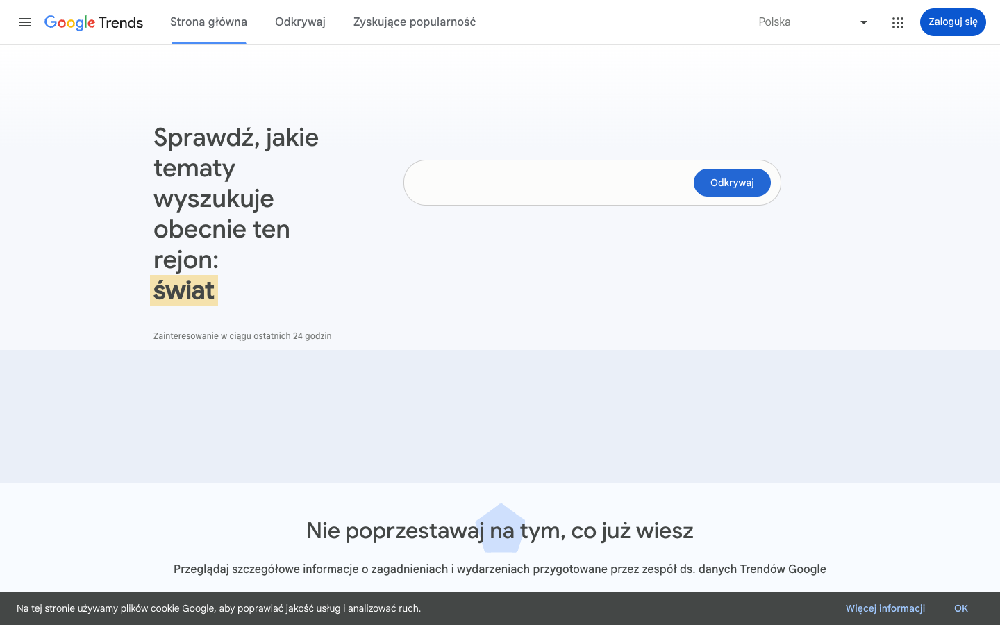 Google Trends
Strona główna
Odkrywaj
Zyskujące popularność
Polska
Zaloguj się
Sprawdź, jakie
tematy
wyszukuje
obecnie ten
rejon:
świat
Odkrywaj
Zainteresowanie w ciągu ostatnich 24 godzin
Nie poprzestawaj na tym, co już wiesz
Przeglądaj szczegółowe informacje o zagadnieniach i wydarzeniach przygotowane przez zespół ds. danych Trendów Google
Na tej stronie używamy plików cookie Google, aby poprawiać jakość usług i analizować ruch.
Więcej informacji
OK